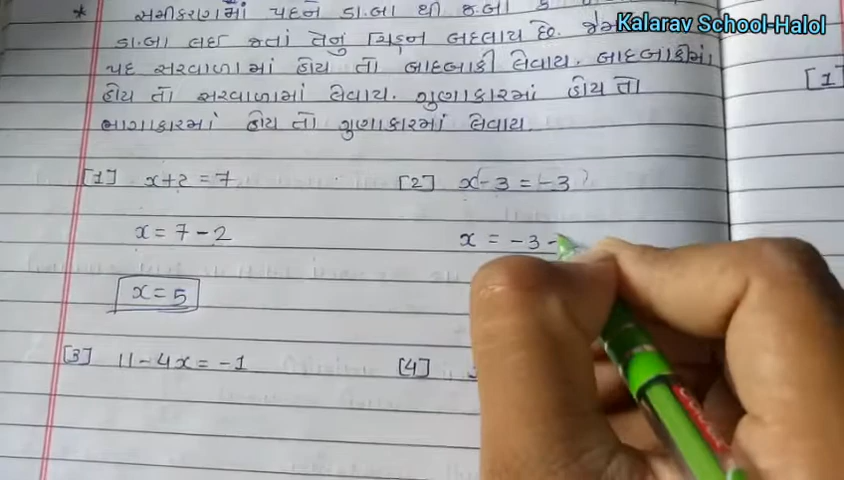 Kalarav School-Halol
* સમીકરણમાં પદને ડા.બા થી જ.બા
ડા.બા લઈ જતાં તેનું ચિહ્ન બદલાય છે.
પદ સરવાળામાં હોય તો બાદબાકી લેવાય. બાદબાકીમાં
હોય તો સરવાળામાં લેવાય. ગુણાકારમાં હોય તો
ભાગાકારમાં હોય તો ગુણાકારમાં લેવાય.
[1]
[1] x+2 = 7 [2] x-3 = -3
x = 7-2 x = -3
x = 5
[3] 11-4x = -1 [4]